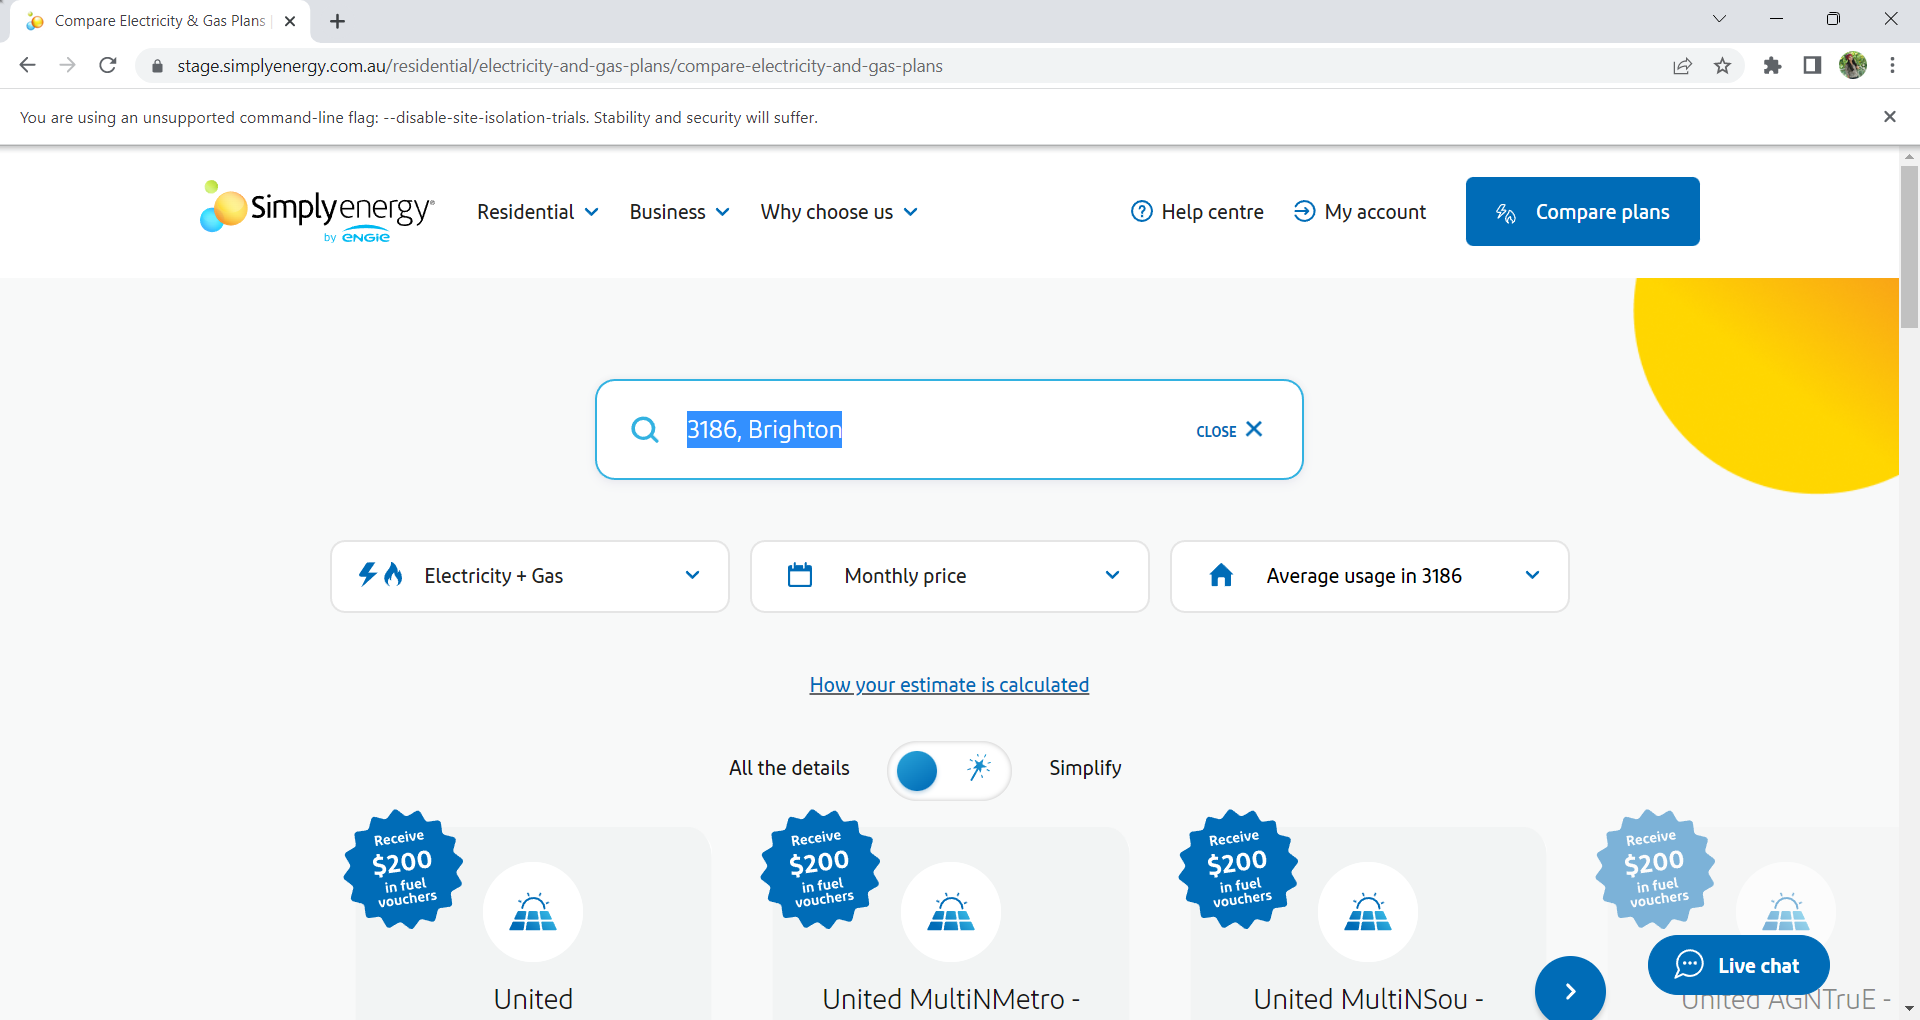 Compare Electricity & Gas Plans
stage.simplyenergy.com.au/residential/electricity-and-gas-plans/compare-electricity-and-gas-plans
You are using an unsupported command-line flag: --disable-site-isolation-trials. Stability and security will suffer.
Simplyenergy®
by ENGIE
Residential
Business
Why choose us
Help centre
My account
Compare plans
3186, Brighton
CLOSE
Electricity + Gas
Monthly price
Average usage in 3186
How your estimate is calculated
All the details
Simplify
Receive
$200
in fuel
vouchers
Receive
$200
in fuel
vouchers
Receive
$200
in fuel
vouchers
Receive
$200
in fuel
vouchers
Live chat
United
United MultiNMetro -
United MultiNSou -
United AGNTruE -